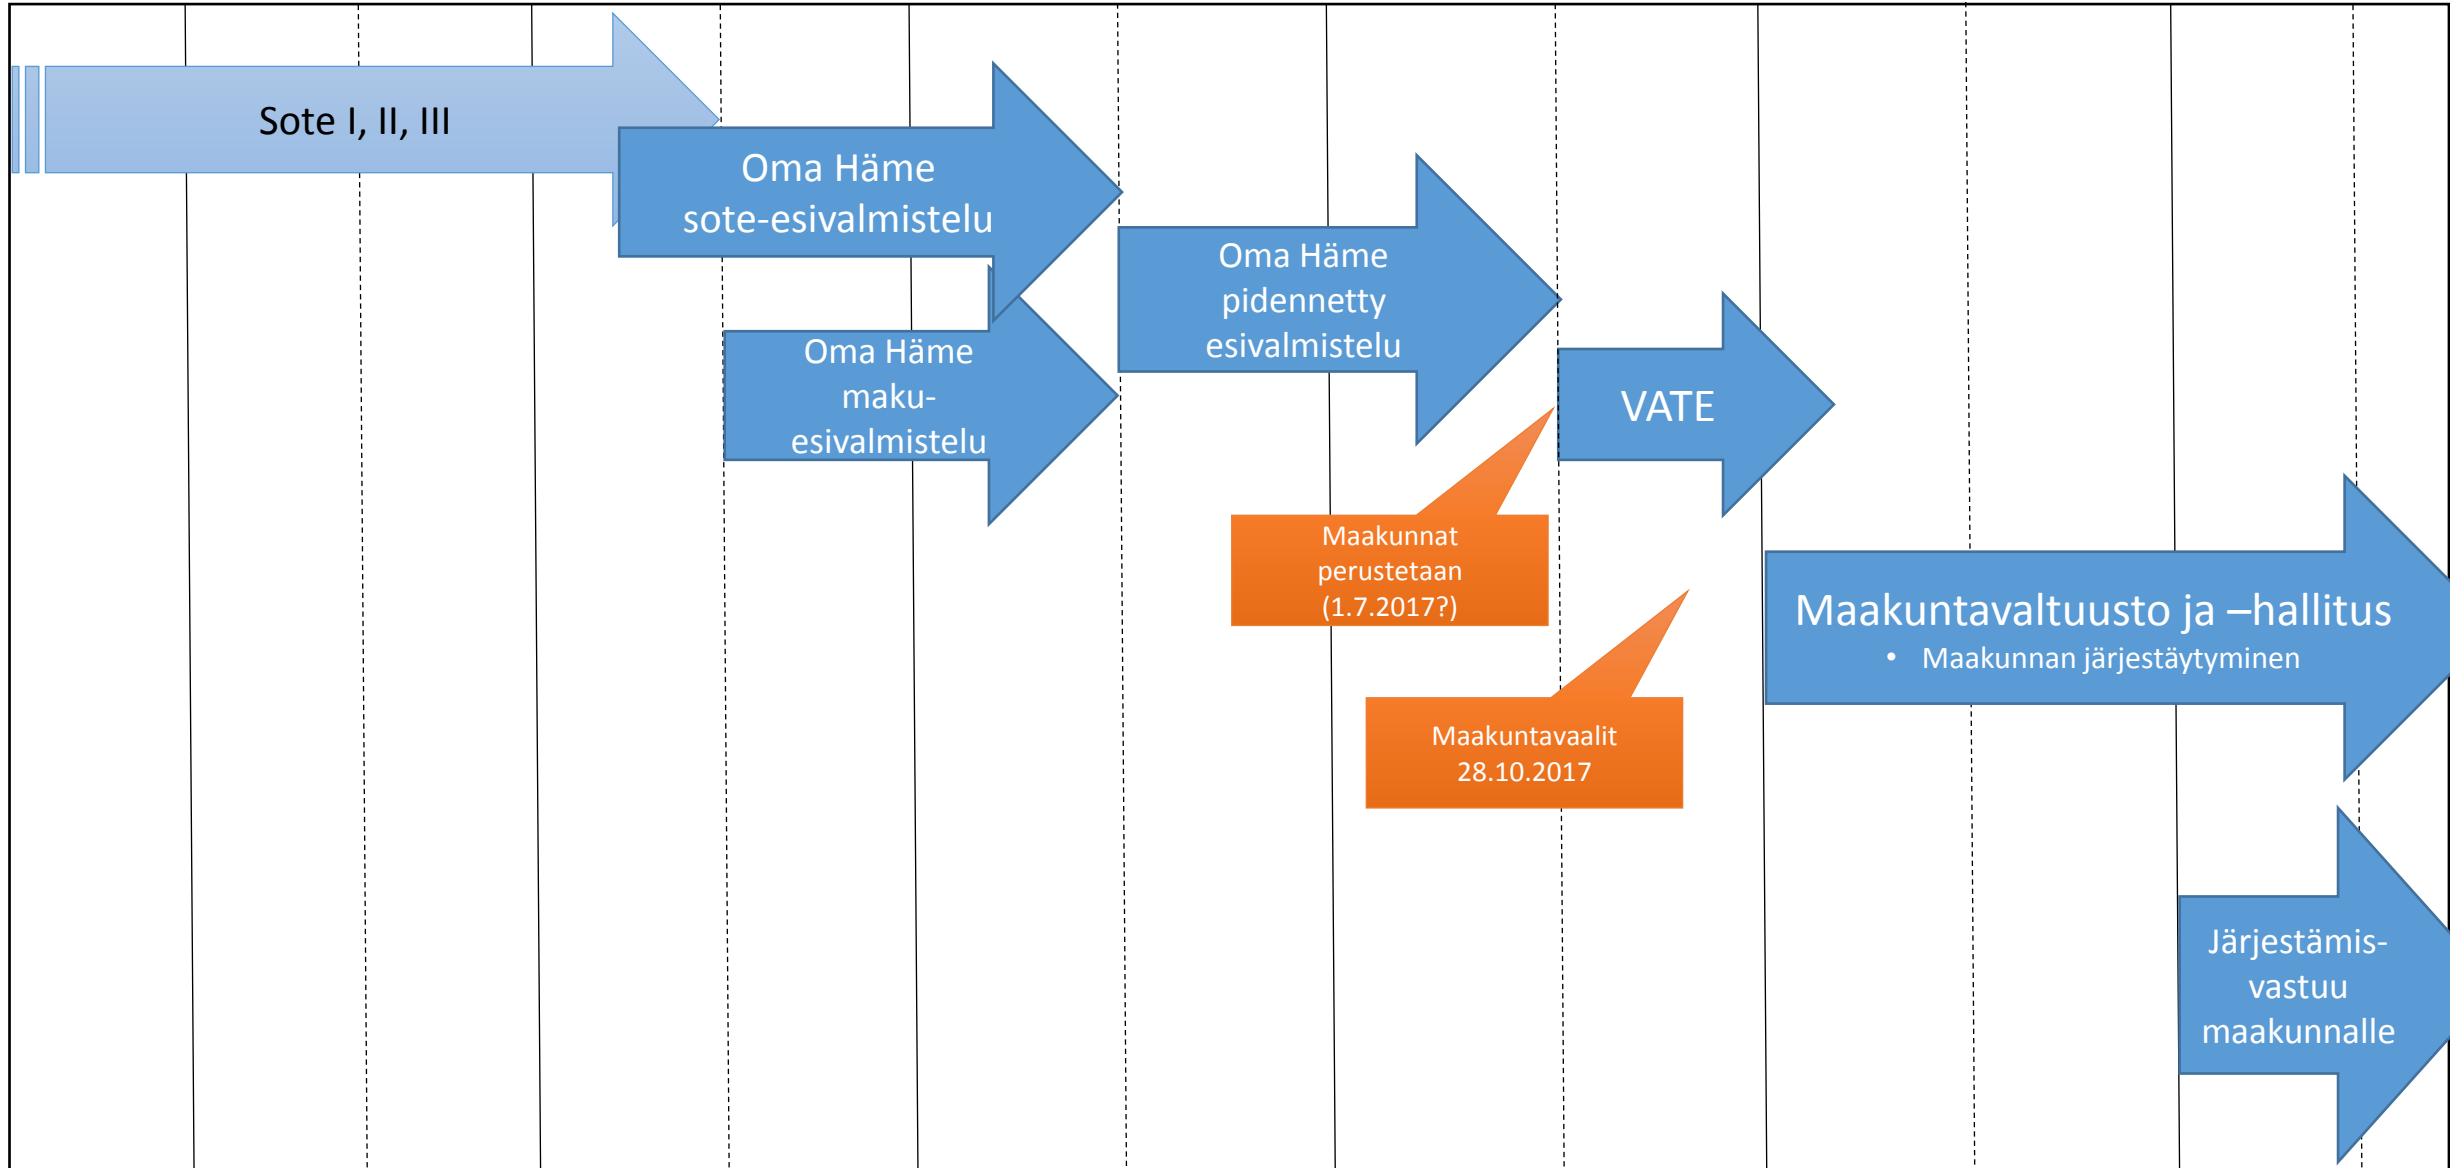 Sote I, II, III
Oma Häme
sote-esivalmistelu
Oma Häme
maku-
esivalmistelu
Oma Häme
pidennetty
esivalmistelu
VATE
Maakunnat
perustetaan
(1.7.2017?)
Maakuntavaalit
28.10.2017
Maakuntavaltuusto ja –hallitus
• Maakunnan järjestäytyminen
Järjestämis-
vastuu
maakunnalle